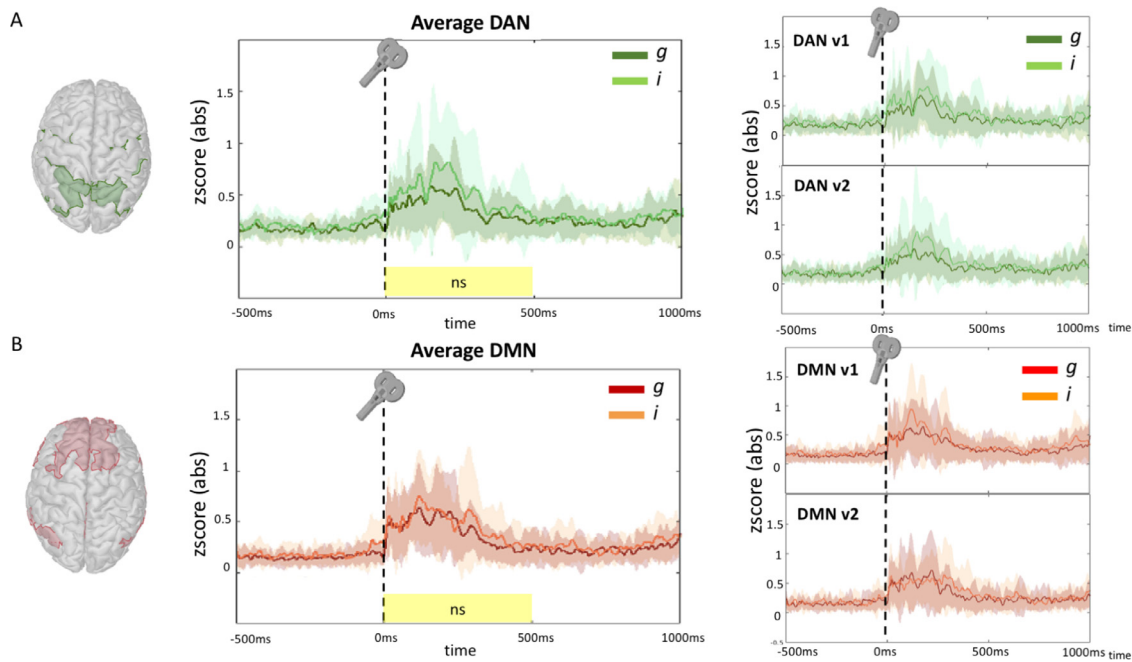 A
Average DAN
g
i
zscore (abs)
1.5
1
0.5
0
ns
-500ms
0ms
500ms
1000ms
time
DAN v1
g
i
1.5
1
0.5
0
zscore (abs)
DAN v2
1.5
1
0.5
0
-500ms
0ms
500ms
1000ms
time
B
Average DMN
g
i
zscore (abs)
1.5
1
0.5
0
ns
-500ms
0ms
500ms
1000ms
time
DMN v1
g
i
1.5
1
0.5
0
zscore (abs)
DMN v2
1.5
1
0.5
0
-0.5
-500ms
0ms
500ms
1000ms
time